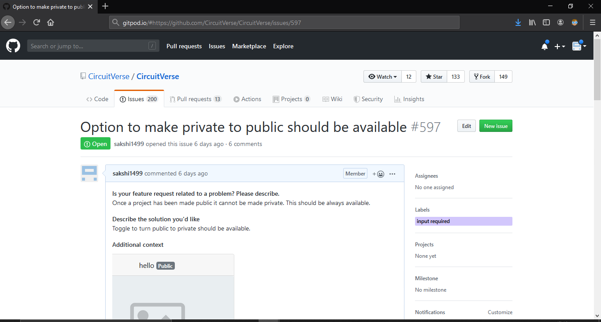 Option to make private to public
gitpod.io/#https://github.com/CircuitVerse/CircuitVerse/issues/597
Search or jump to... /
Pull requests Issues Marketplace Explore
CircuitVerse / CircuitVerse
Watch 12 Star 133 Fork 149
Code Issues 200 Pull requests 13 Actions Projects 0 Wiki Security Insights
Option to make private to public should be available #597
Edit New issue
Open sakshi1499 opened this issue 6 days ago · 6 comments
sakshi1499 commented 6 days ago Member
Is your feature request related to a problem? Please describe.
Once a project has been made public it cannot be made private. This should be always available.
Describe the solution you'd like
Toggle to turn public to private should be available.
Additional context
hello Public
Assignees
No one assigned
Labels
input required
Projects
None yet
Milestone
No milestone
Notifications Customize